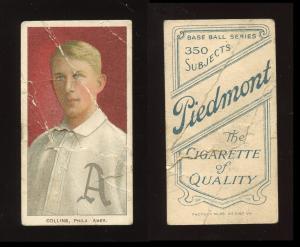 A
COLLINS, PHILA. AMER.
BASE BALL SERIES
350 SUBJECTS
Piedmont
The
CIGARETTE
OF
QUALITY